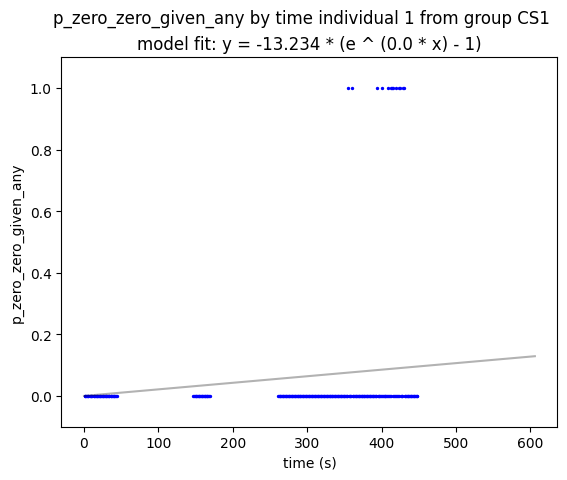 p_zero_zero_given_any by time individual 1 from group CS1
model fit: y = -13.234 * (e ^ (0.0 * x) - 1)
1.0
0.8
0.6
0.4
0.2
0.0
p_zero_zero_given_any
0 100 200 300 400 500 600
time (s)